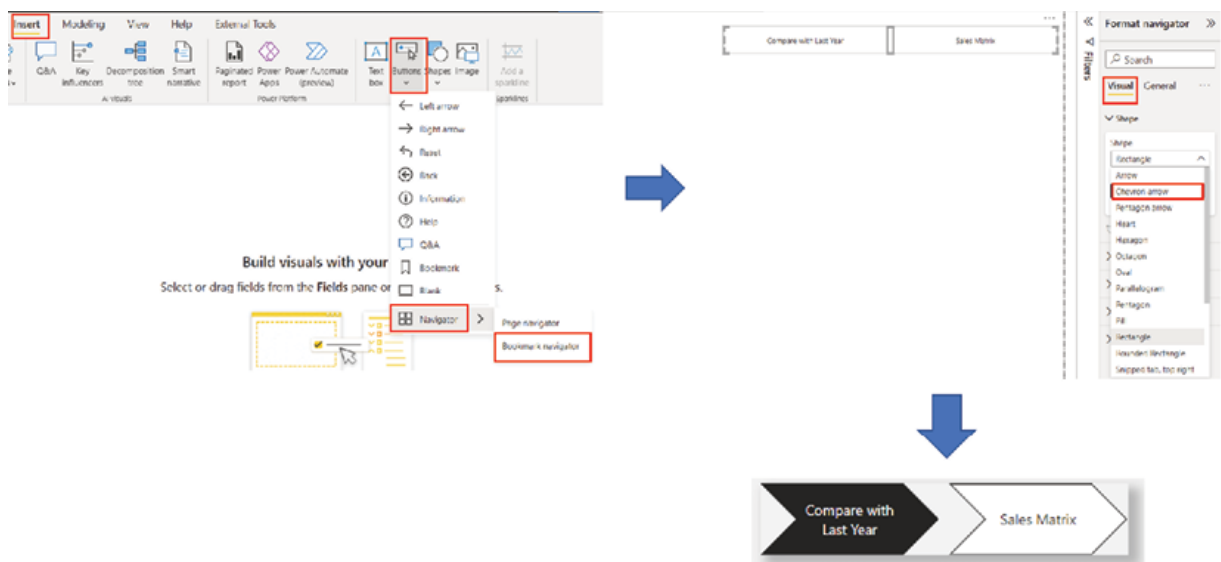 Insert Modeling View Help External Tools
Q&A
Key influencers
Decomposition tree
Smart narrative
Paginated report
Power Apps
Power Automate (preview)
Text box
Buttons
Shapes
Image
Add a sparkline
AI visuals
Power Platform
Sparklines
Left arrow
Right arrow
Reset
Back
Information
Help
Q&A
Bookmark
Blank
Navigator
Page navigator
Bookmark navigator
Build visuals with your
Select or drag fields from the Fields pane or
s.
Compare with Last Year
Sales Matrix
Filters
Format navigator
Search
Visual General
Shape
Shape
Rectangle
Arrow
Chevron arrow
Pentagon arrow
Heart
Hexagon
Octagon
Oval
Parallelogram
Pentagon
Pill
Rectangle
Rounded Rectangle
Snipped tab, top right
Compare with
Last Year
Sales Matrix